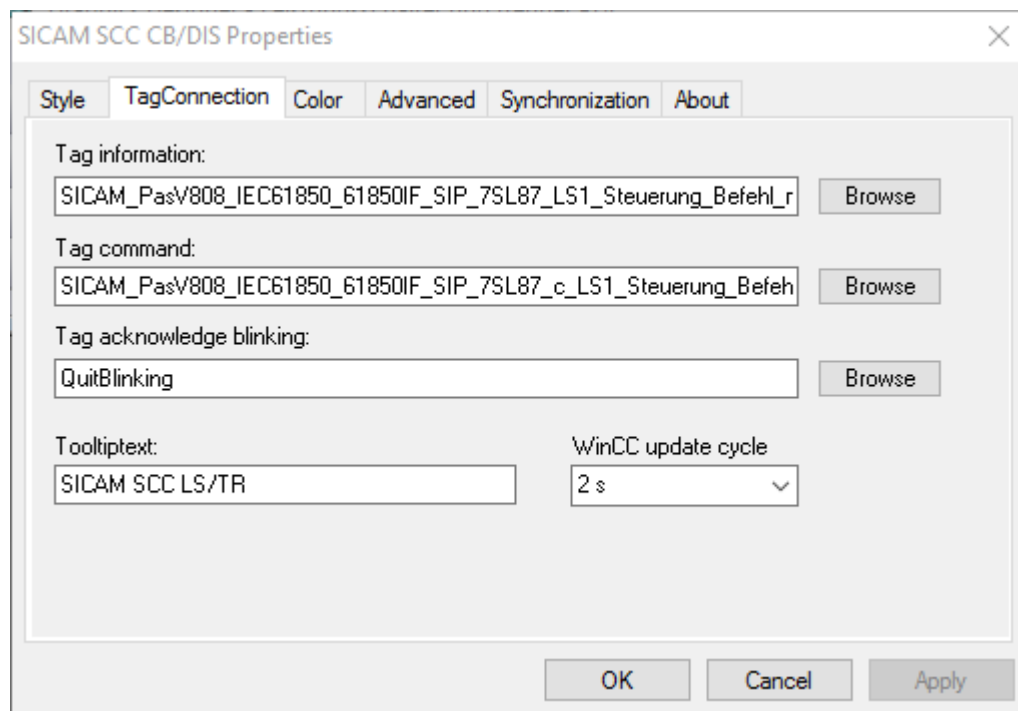 SICAM SCC CB/DIS Properties
Style TagConnection Color Advanced Synchronization About
Tag information:
SICAM_PasV808_IEC61850_61850IF_SIP_7SL87_LS1_Steuerung_Befehl_r Browse
Tag command:
SICAM_PasV808_IEC61850_61850IF_SIP_7SL87_c_LS1_Steuerung_Befeh Browse
Tag acknowledge blinking:
QuitBlinking Browse
Tooltiptext: WinCC update cycle
SICAM SCC LS/TR 2 s
OK Cancel Apply